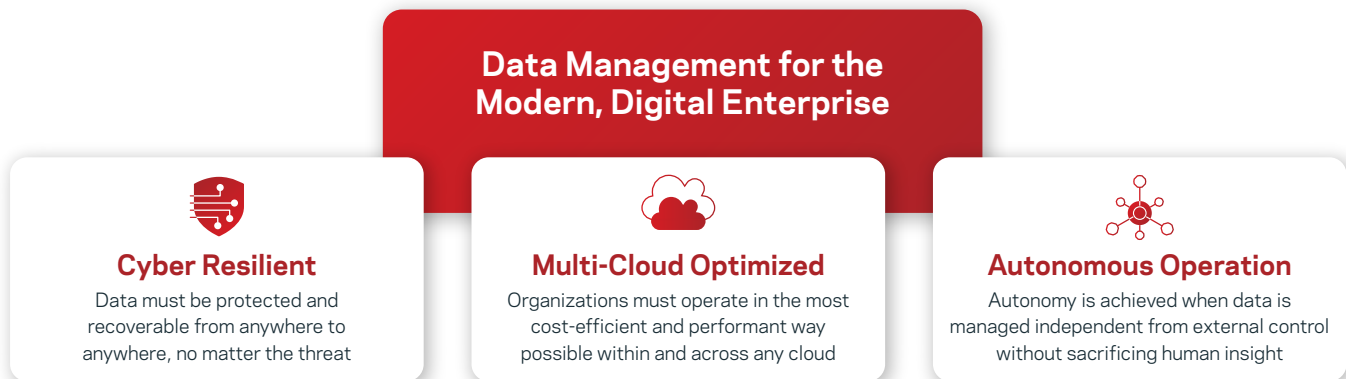 Data Management for the
Modern, Digital Enterprise
Cyber Resilient
Data must be protected and
recoverable from anywhere to
anywhere, no matter the threat
Multi-Cloud Optimized
Organizations must operate in the most
cost-efficient and performant way
possible within and across any cloud
Autonomous Operation
Autonomy is achieved when data is
managed independent from external control
without sacrificing human insight